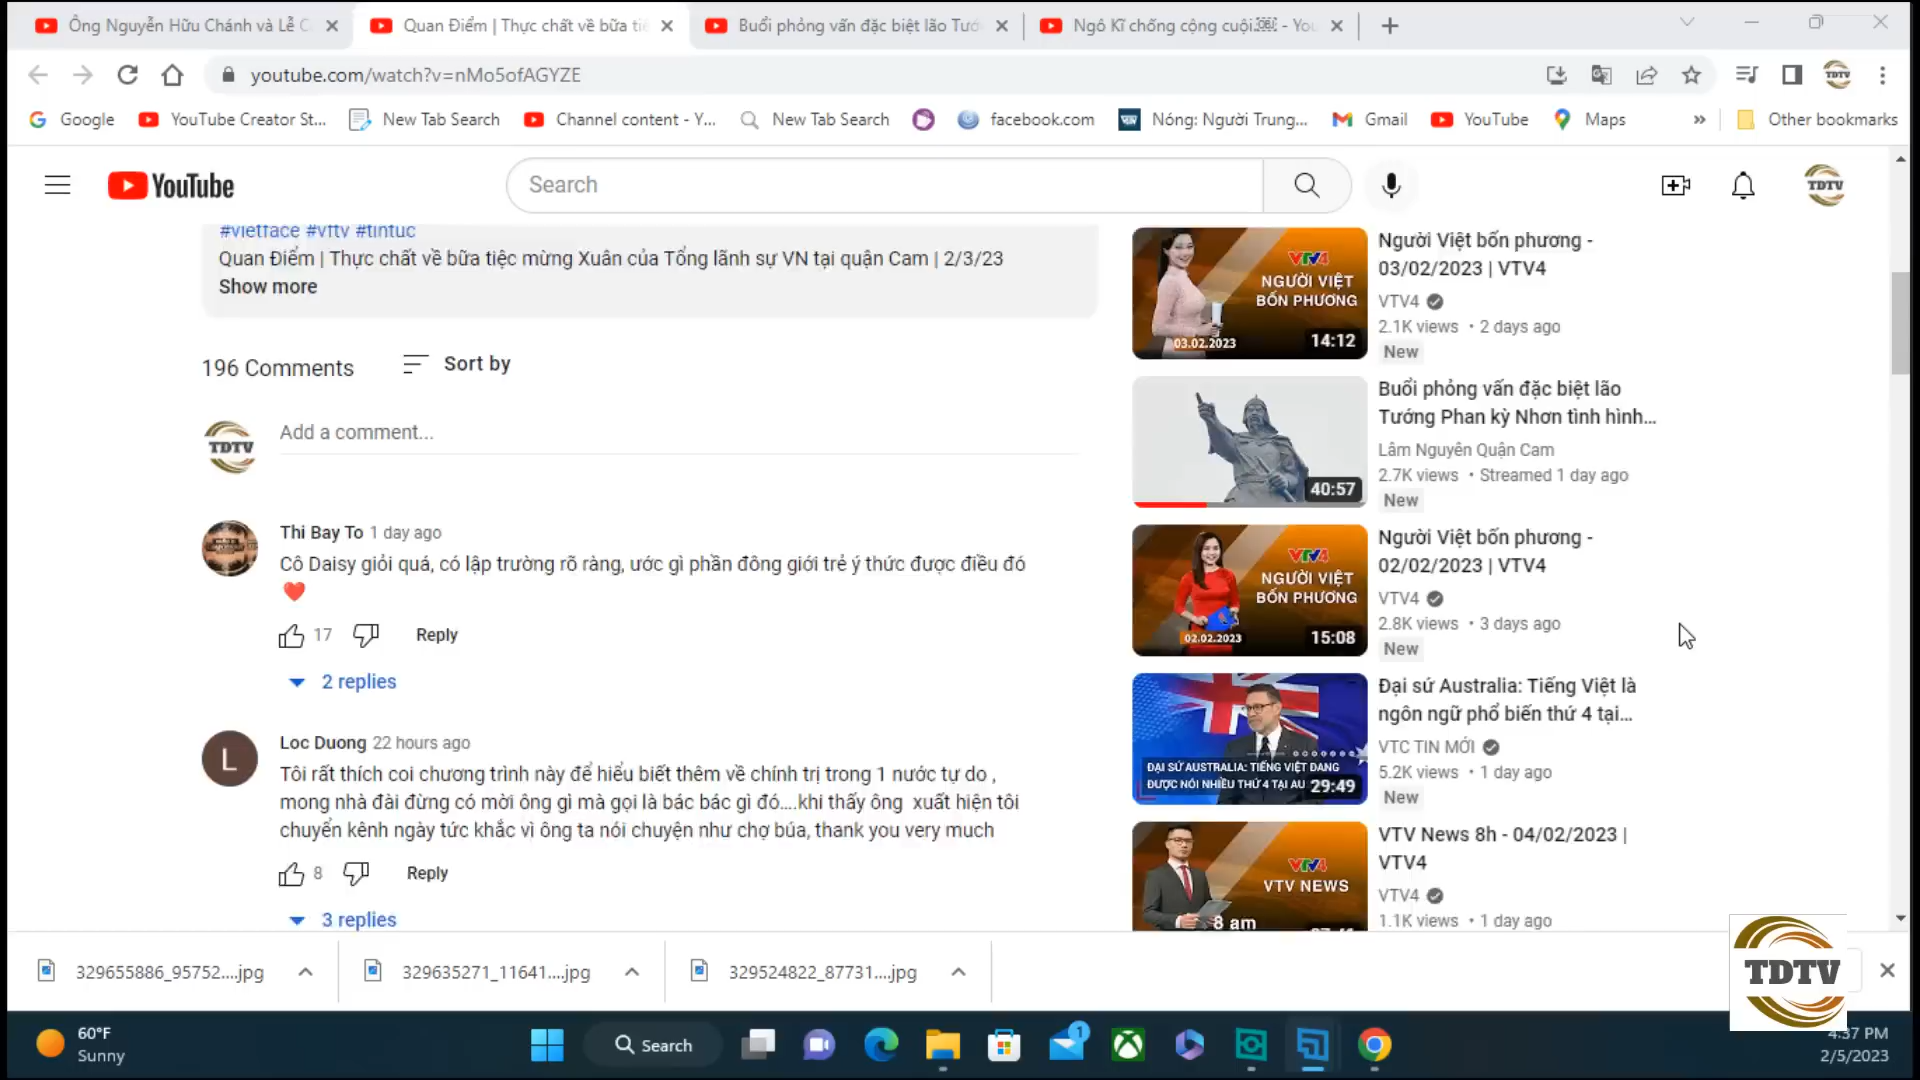 Ông Nguyễn Hữu Chánh và Lễ C
Quan Điểm | Thực chất về bữa tiệ
Buổi phỏng vấn đặc biệt lão Tướ
Ngô Kĩ chống cộng cuội. - You
youtube.com/watch?v=nMo5ofAGYZE
TDTV
Google
YouTube Creator St...
New Tab Search
Channel content - Y...
New Tab Search
facebook.com
Nóng: Người Trung...
Gmail
YouTube
Maps
»
Other bookmarks
YouTube
Search
TDTV
#vietface #vftv #tintuc
Quan Điểm | Thực chất về bữa tiệc mừng Xuân của Tổng lãnh sự VN tại quận Cam | 2/3/23
Show more
196 Comments
Sort by
TDTV
Add a comment...
Thi Bay To 1 day ago
Cô Daisy giỏi quá, có lập trường rõ ràng, ước gì phần đông giới trẻ ý thức được điều đó
❤️
17
Reply
2 replies
L
Loc Duong 22 hours ago
Tôi rất thích coi chương trình này để hiểu biết thêm về chính trị trong 1 nước tự do ,
mong nhà đài đừng có mời ông gì mà gọi là bác bác gì đó....khi thấy ông xuất hiện tôi
chuyển kênh ngày tức khắc vì ông ta nói chuyện như chợ búa, thank you very much
8
Reply
3 replies
VTV4
NGƯỜI VIỆT
BỐN PHƯƠNG
03.02.2023
14:12
Người Việt bốn phương -
03/02/2023 | VTV4
VTV4
2.1K views • 2 days ago
New
40:57
Buổi phỏng vấn đặc biệt lão
Tướng Phan kỳ Nhơn tình hình...
Lâm Nguyên Quận Cam
2.7K views • Streamed 1 day ago
New
VTV4
NGƯỜI VIỆT
BỐN PHƯƠNG
02.02.2023
15:08
Người Việt bốn phương -
02/02/2023 | VTV4
VTV4
2.8K views • 3 days ago
New
ĐẠI SỨ AUSTRALIA: TIẾNG VIỆT ĐANG
ĐƯỢC NÓI NHIỀU THỨ 4 TẠI AU
29:49
Đại sứ Australia: Tiếng Việt là
ngôn ngữ phổ biến thứ 4 tại...
VTC TIN MỚI
5.2K views • 1 day ago
New
VTV4
VTV NEWS
8 am
VTV News 8h - 04/02/2023 |
VTV4
VTV4
1.1K views • 1 day ago
329655886_95752....jpg
329635271_11641....jpg
329524822_87731....jpg
TDTV
60°F
Sunny
Search
1
4:37 PM
2/5/2023